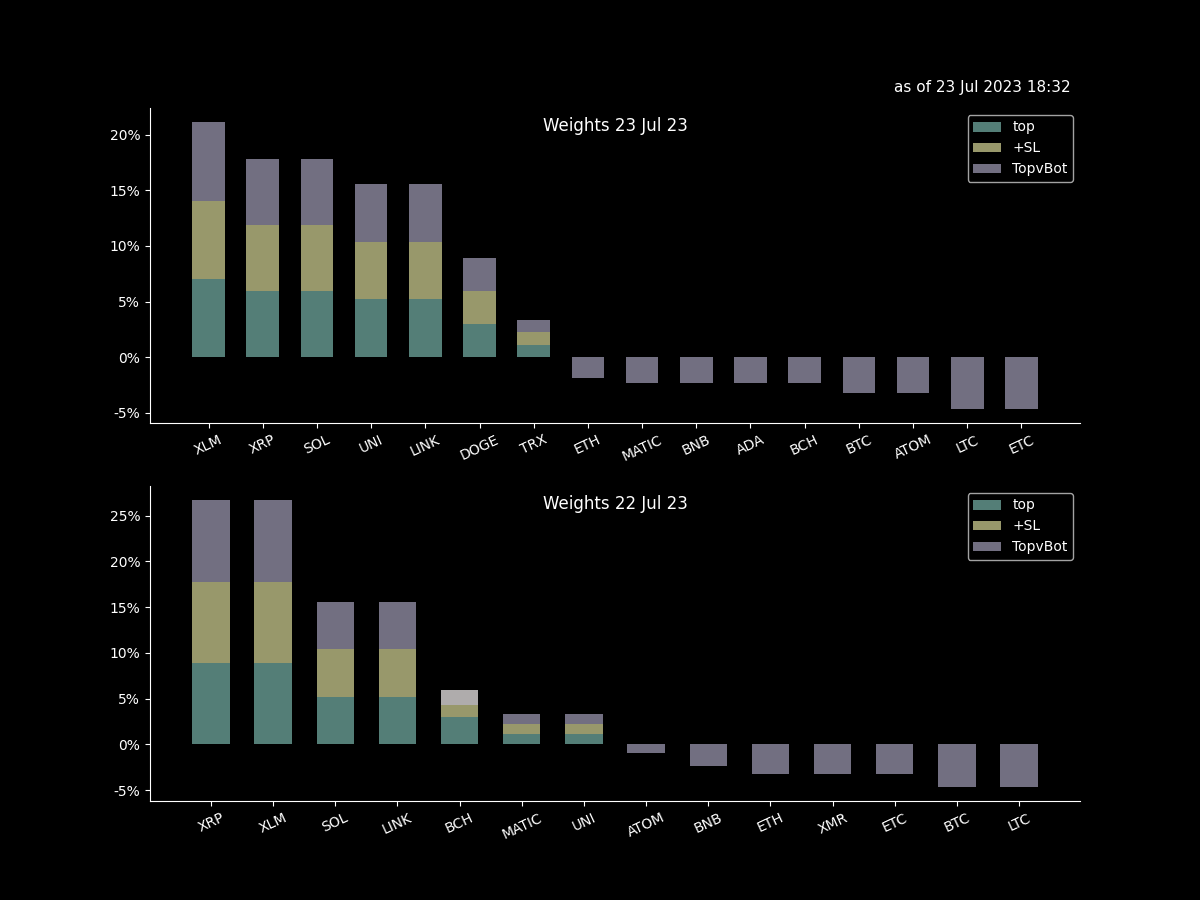 as of 23 Jul 2023 18:32
Weights 23 Jul 23
top
+SL
TopvBot
20%
15%
10%
5%
0%
-5%
XLM XRP SOL UNI LINK DOGE TRX ETH MATIC BNB ADA BCH BTC ATOM LTC ETC
Weights 22 Jul 23
top
+SL
TopvBot
25%
20%
15%
10%
5%
0%
-5%
XRP XLM SOL LINK BCH MATIC UNI ATOM BNB ETH XMR ETC BTC LTC